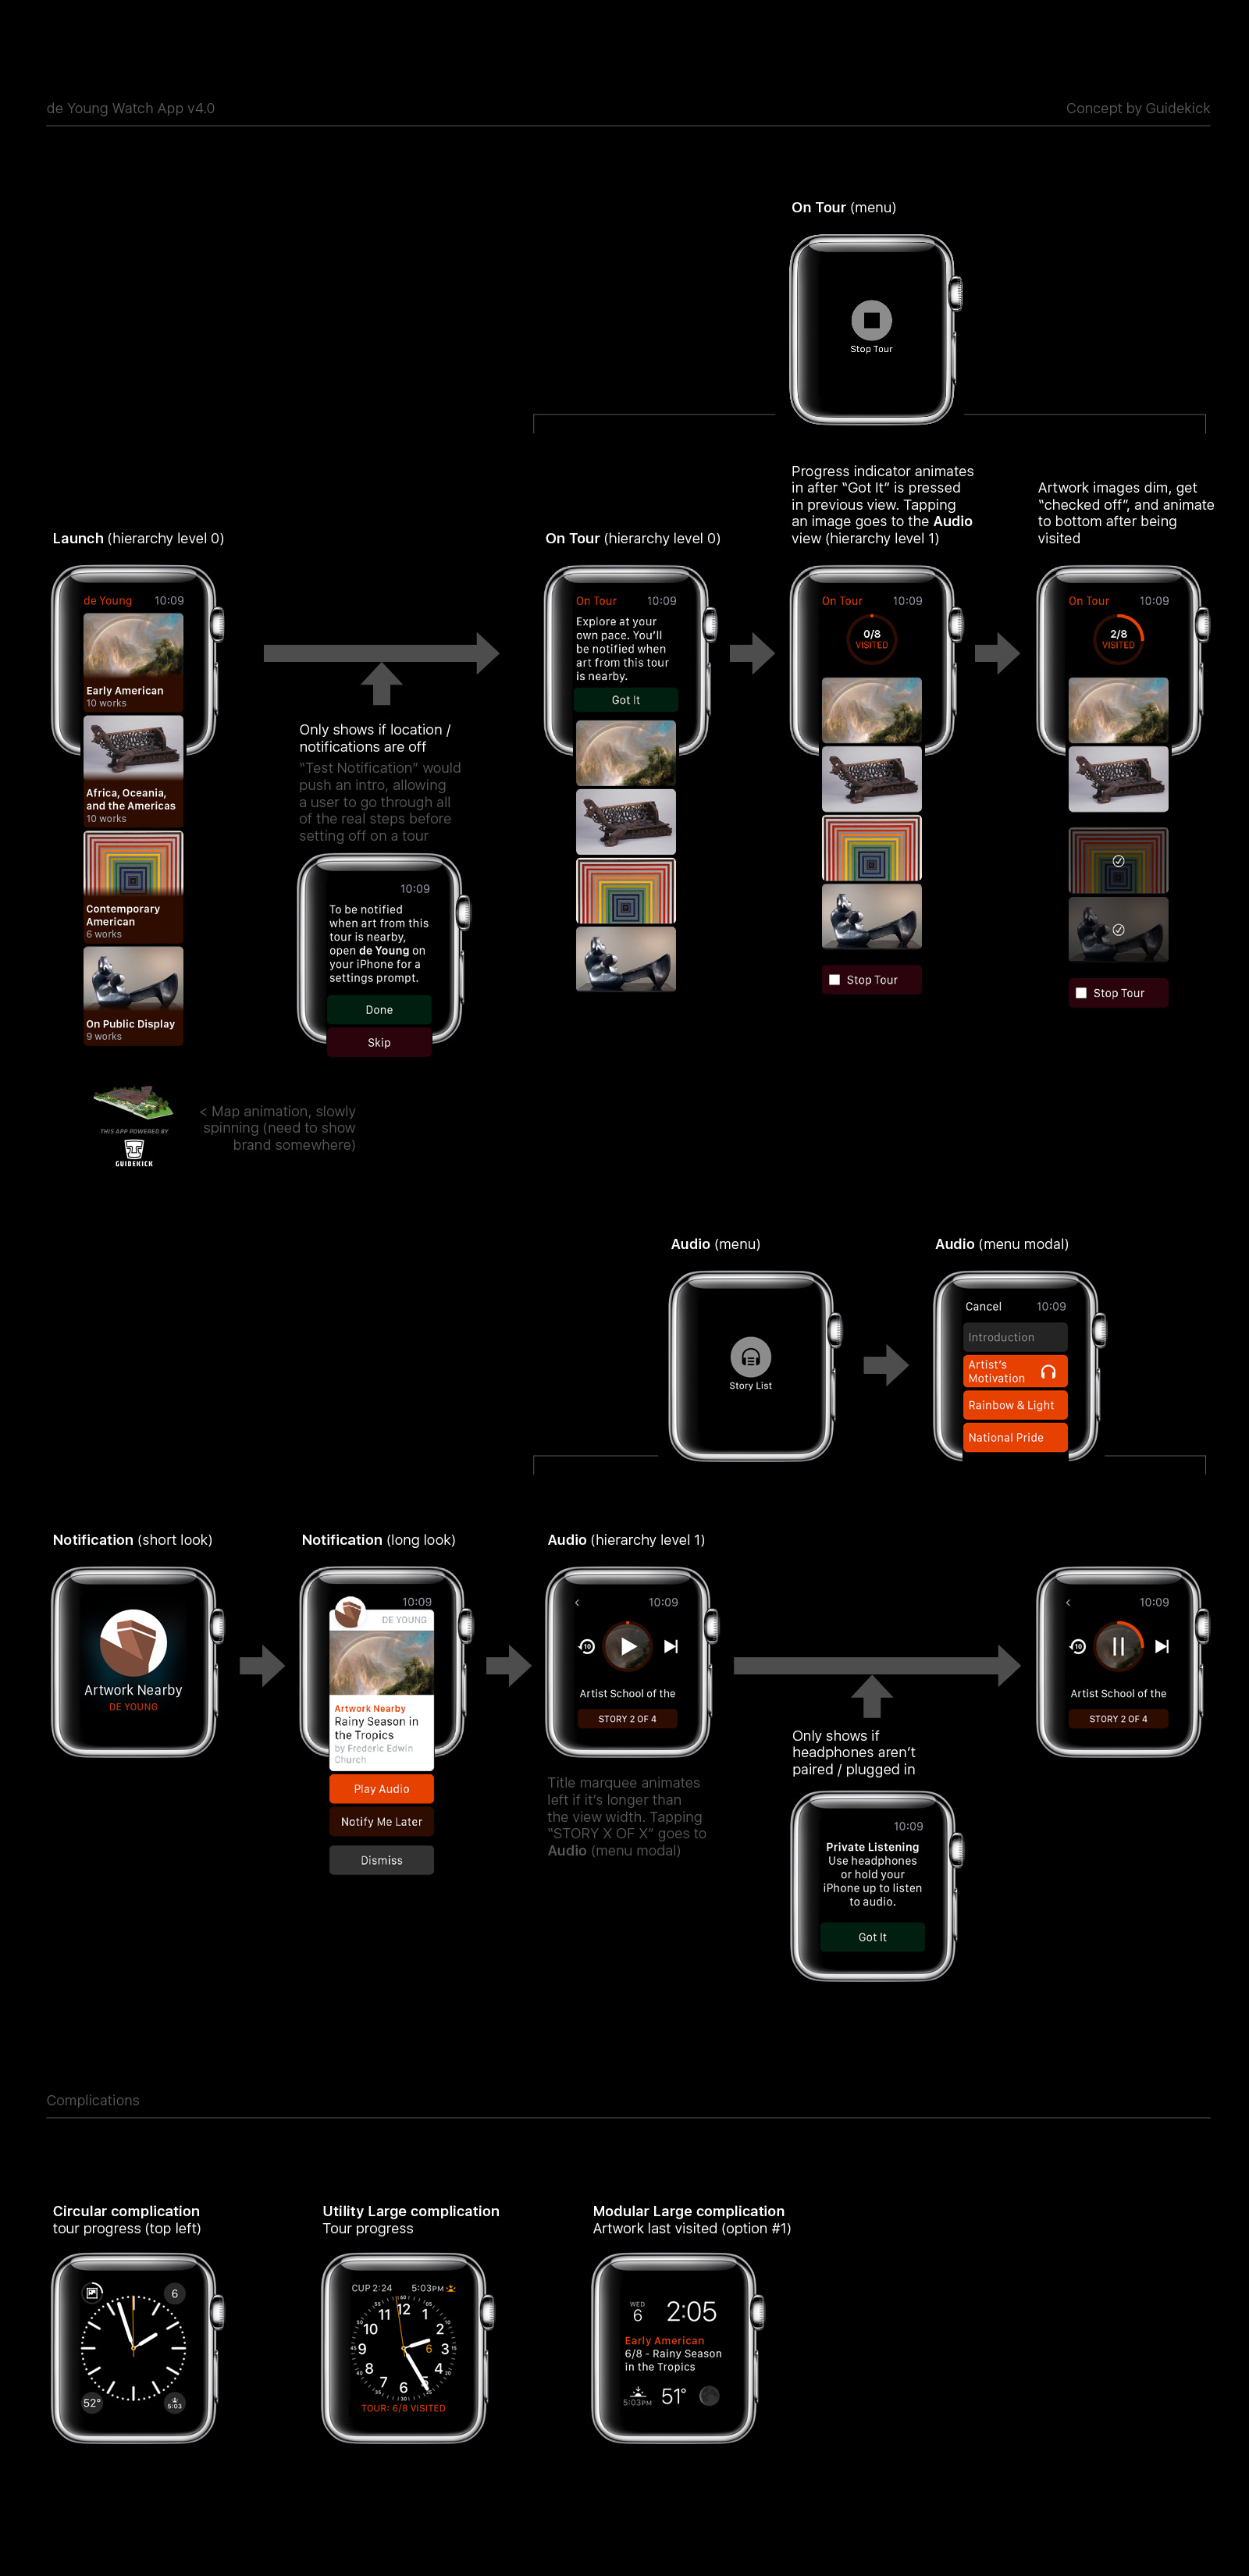 de Young Watch App v4.0
Concept by Guidekick
On Tour (menu)
Stop Tour
Launch (hierarchy level 0)
de Young 10:09
Early American
10 works
Africa, Oceania,
and the Americas
10 works
Contemporary
American
6 works
On Public Display
9 works
THIS APP POWERED BY
GUIDEKICK
< Map animation, slowly
spinning (need to show
brand somewhere)
Only shows if location /
notifications are off
“Test Notification” would
push an intro, allowing
a user to go through all
of the real steps before
setting off on a tour
10:09
To be notified
when art from this
tour is nearby,
open de Young on
your iPhone for a
settings prompt.
Done
Skip
On Tour (hierarchy level 0)
On Tour 10:09
Explore at your
own pace. You’ll
be notified when
art from this tour
is nearby.
Got It
Progress indicator animates
in after “Got It” is pressed
in previous view. Tapping
an image goes to the Audio
view (hierarchy level 1)
On Tour 10:09
0/8
VISITED
Stop Tour
Artwork images dim, get
“checked off”, and animate
to bottom after being
visited
On Tour 10:09
2/8
VISITED
Stop Tour
Audio (menu)
Story List
Audio (menu modal)
Cancel 10:09
Introduction
Artist’s
Motivation
Rainbow & Light
National Pride
Notification (short look)
Artwork Nearby
DE YOUNG
Notification (long look)
10:09
DE YOUNG
Artwork Nearby
Rainy Season in
the Tropics
by Frederic Edwin
Church
Play Audio
Notify Me Later
Dismiss
Audio (hierarchy level 1)
< 10:09
10
Artist School of the
STORY 2 OF 4
Title marquee animates
left if it’s longer than
the view width. Tapping
“STORY X OF X” goes to
Audio (menu modal)
Only shows if
headphones aren’t
paired / plugged in
10:09
Private Listening
Use headphones
or hold your
iPhone up to listen
to audio.
Got It
< 10:09
10
Artist School of the
STORY 2 OF 4
Complications
Circular complication
tour progress (top left)
6
52°
5:03
Utility Large complication
Tour progress
CUP 2:24 5:03PM
12
1
2
3
4
5
6
7
8
9
10
11
6
TOUR: 6/8 VISITED
Modular Large complication
Artwork last visited (option #1)
WED
6
2:05
Early American
6/8 - Rainy Season
in the Tropics
5:03PM
51°